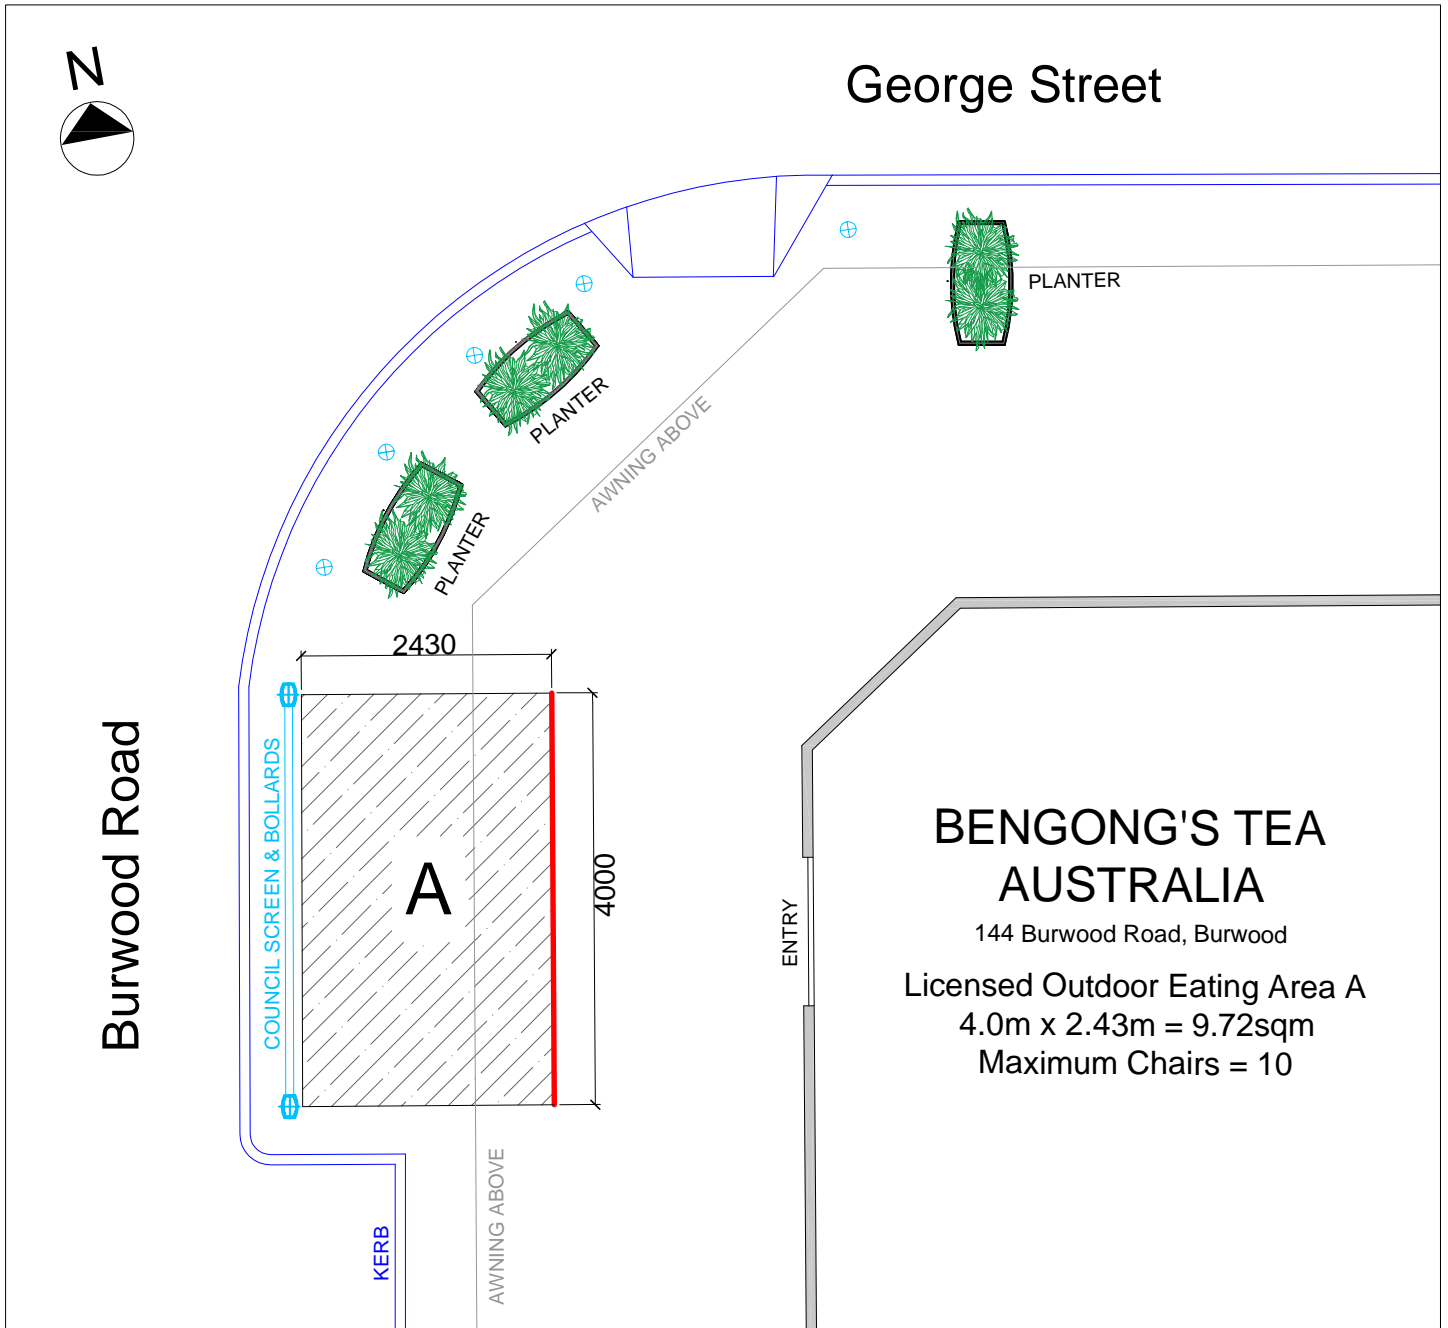 N
George Street
PLANTER
PLANTER
AWNING ABOVE
PLANTER
2430
Burwood Road
COUNCIL SCREEN & BOLLARDS
A
4000
ENTRY
BENGONG'S TEA
AUSTRALIA
144 Burwood Road, Burwood
Licensed Outdoor Eating Area A
4.0m x 2.43m = 9.72sqm
Maximum Chairs = 10
KERB
AWNING ABOVE